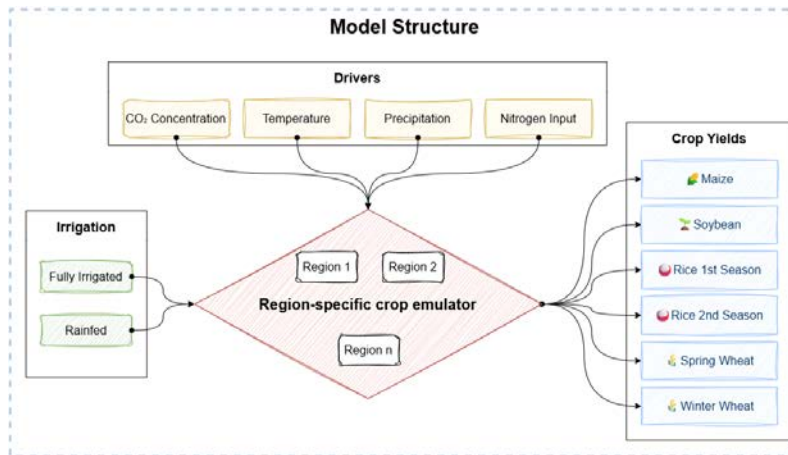 Model Structure
Drivers
CO₂ Concentration
Temperature
Precipitation
Nitrogen Input
Crop Yields
Maize
Soybean
Rice 1st Season
Rice 2nd Season
Spring Wheat
Winter Wheat
Irrigation
Fully Irrigated
Rainfed
Region 1
Region 2
Region-specific crop emulator
Region n